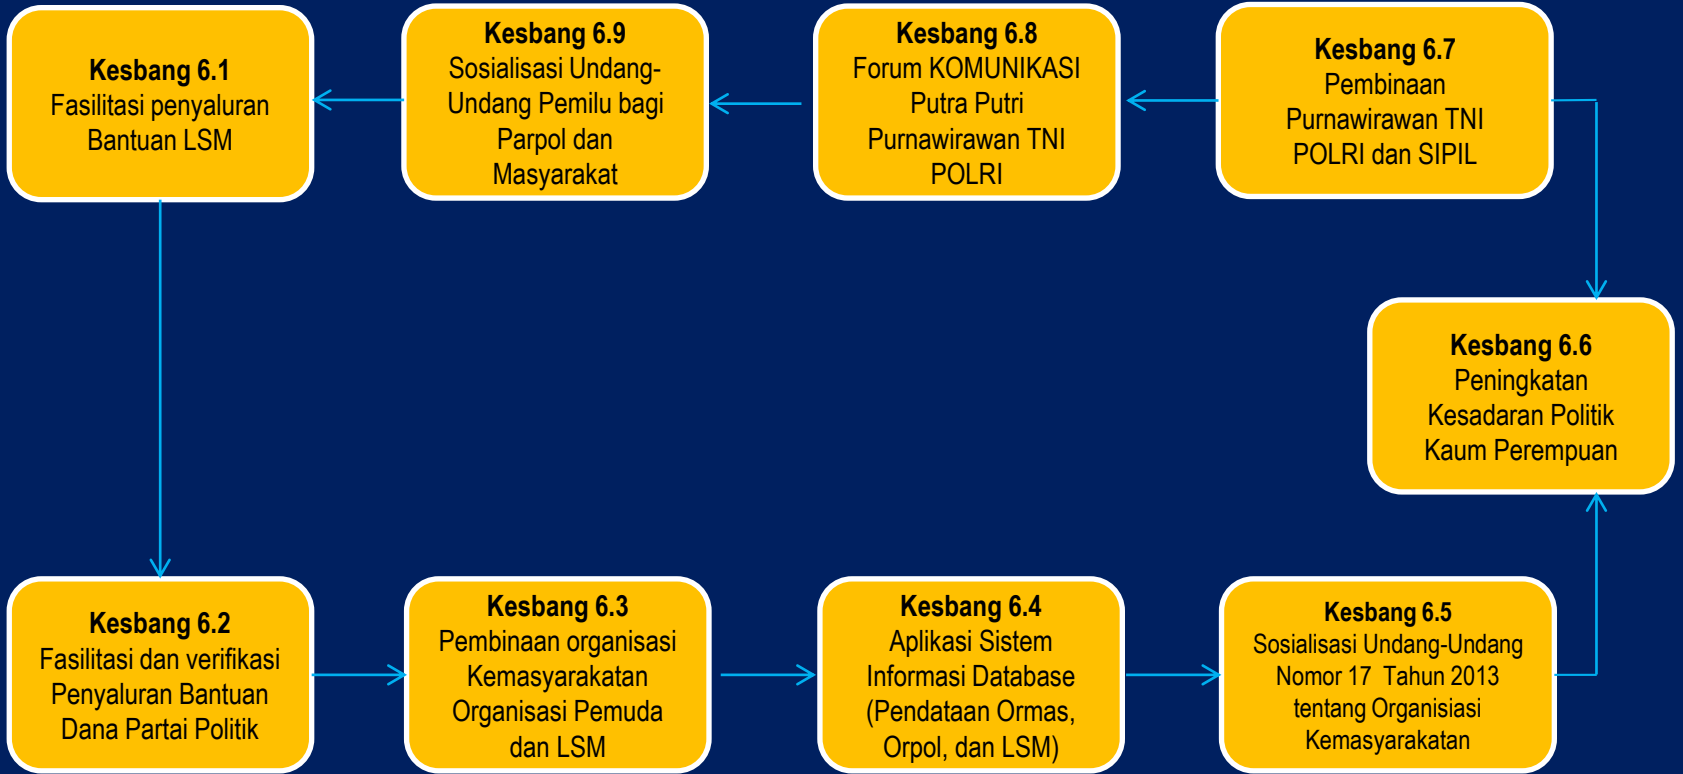 Kesbang 6.1
Fasilitasi penyaluran
Bantuan LSM
Kesbang 6.9
Sosialisasi Undang-
Undang Pemilu bagi
Parpol dan
Masyarakat
Kesbang 6.8
Forum KOMUNIKASI
Putra Putri
Purnawirawan TNI
POLRI
Kesbang 6.7
Pembinaan
Purnawirawan TNI
POLRI dan SIPIL
Kesbang 6.6
Peningkatan
Kesadaran Politik
Kaum Perempuan
Kesbang 6.2
Fasilitasi dan verifikasi
Penyaluran Bantuan
Dana Partai Politik
Kesbang 6.3
Pembinaan organisasi
Kemasyarakatan
Organisasi Pemuda
dan LSM
Kesbang 6.4
Aplikasi Sistem
Informasi Database
(Pendataan Ormas,
Orpol, dan LSM)
Kesbang 6.5
Sosialisasi Undang-Undang
Nomor 17 Tahun 2013
tentang Organisiasi
Kemasyarakatan